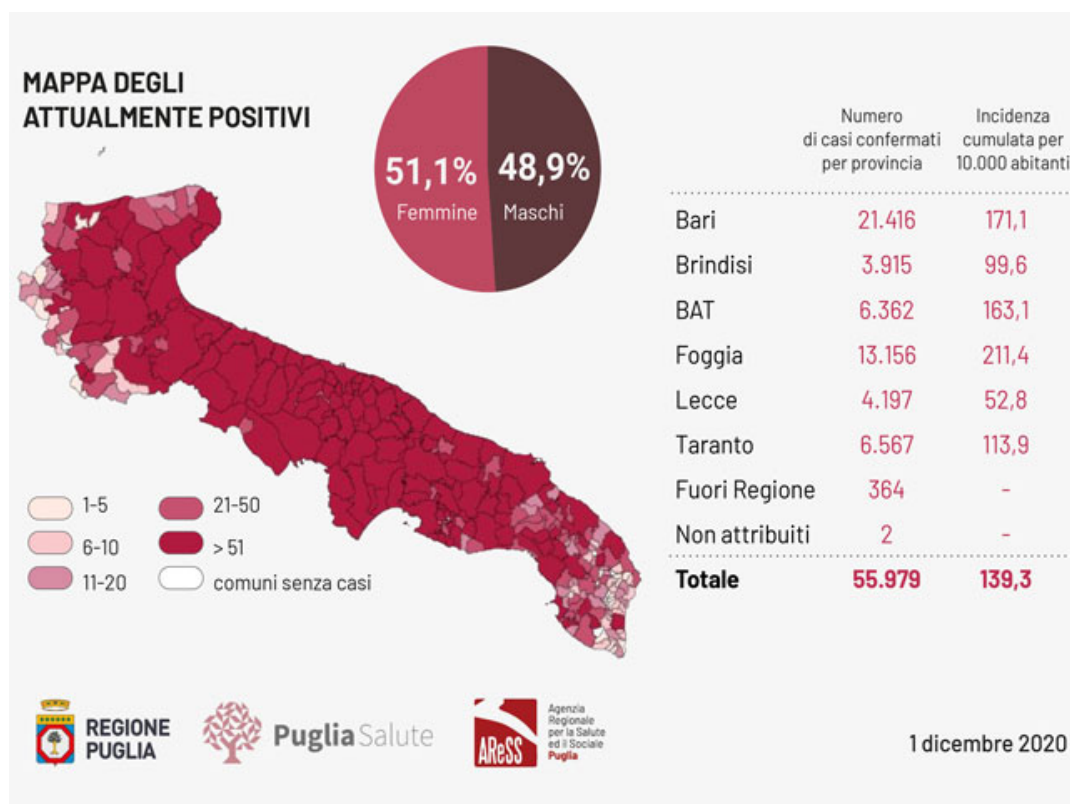 MAPPA DEGLI
ATTUALMENTE POSITIVI
51,1%
Femmine
48,9%
Maschi
Numero
di casi confermati
per provincia
Incidenza
cumulata per
10.000 abitanti
Bari 21.416 171,1
Brindisi 3.915 99,6
BAT 6.362 163,1
Foggia 13.156 211,4
Lecce 4.197 52,8
Taranto 6.567 113,9
Fuori Regione 364 -
Non attribuiti 2 -
Totale 55.979 139,3
1-5
6-10
11-20
21-50
> 51
comuni senza casi
REGIONE
PUGLIA
PugliaSalute
AReSS
Agenzia
Regionale
per la Salute
ed il Sociale
Puglia
1 dicembre 2020